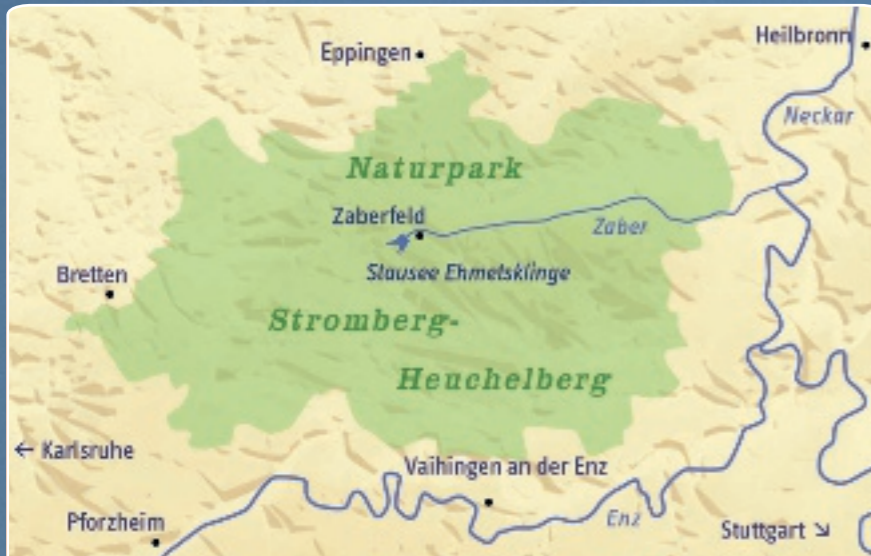 Eppingen
Heilbronn
Neckar
Naturpark
Zaberfeld
Zaber
Stausee Ehmetsklinge
Bretten
Stromberg-
Heuchelberg
← Karlsruhe
Vaihingen an der Enz
Pforzheim
Enz
Stuttgart ↘